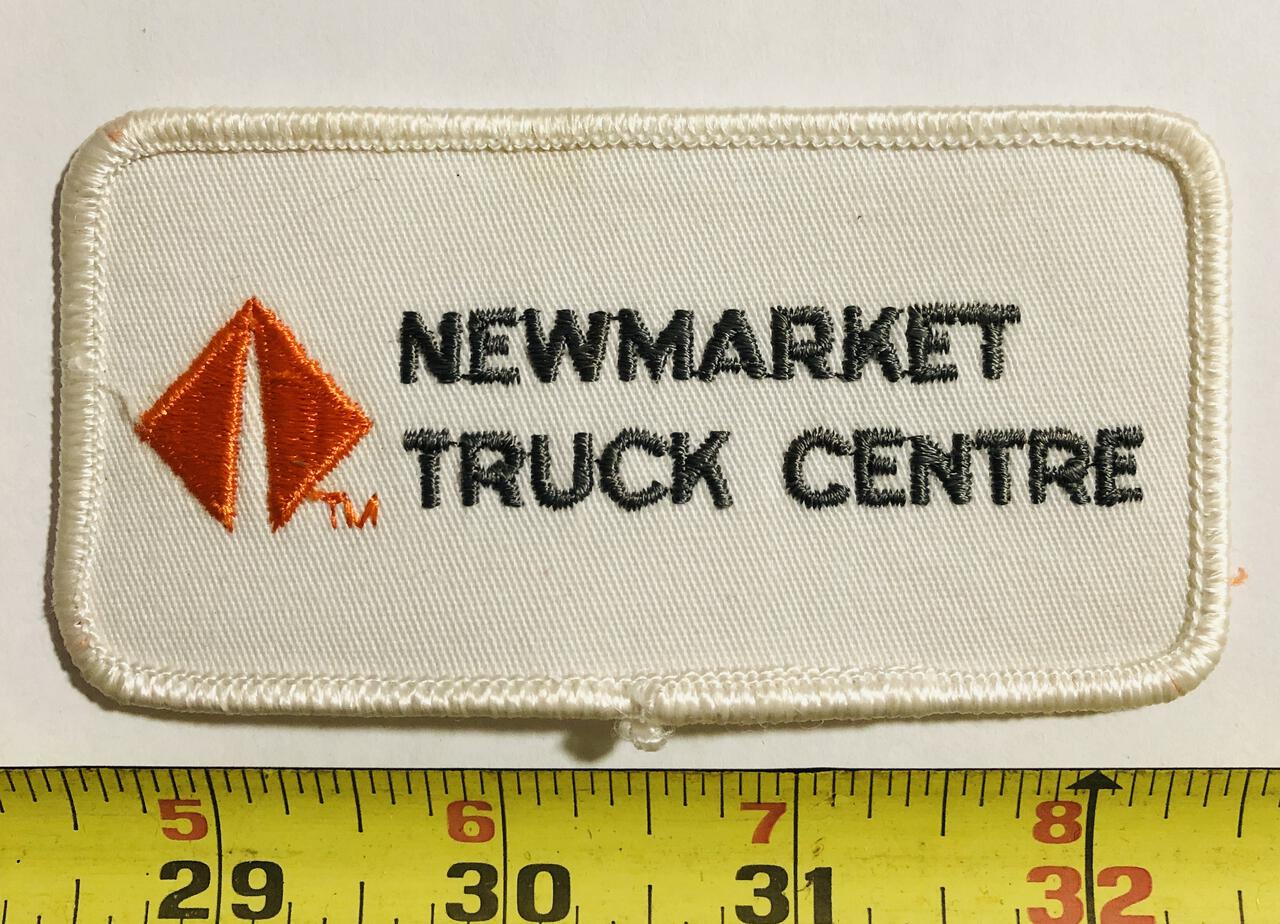 NEWMARKET
TRUCK CENTRE
TM
5 6 7 8
29 30 31 32